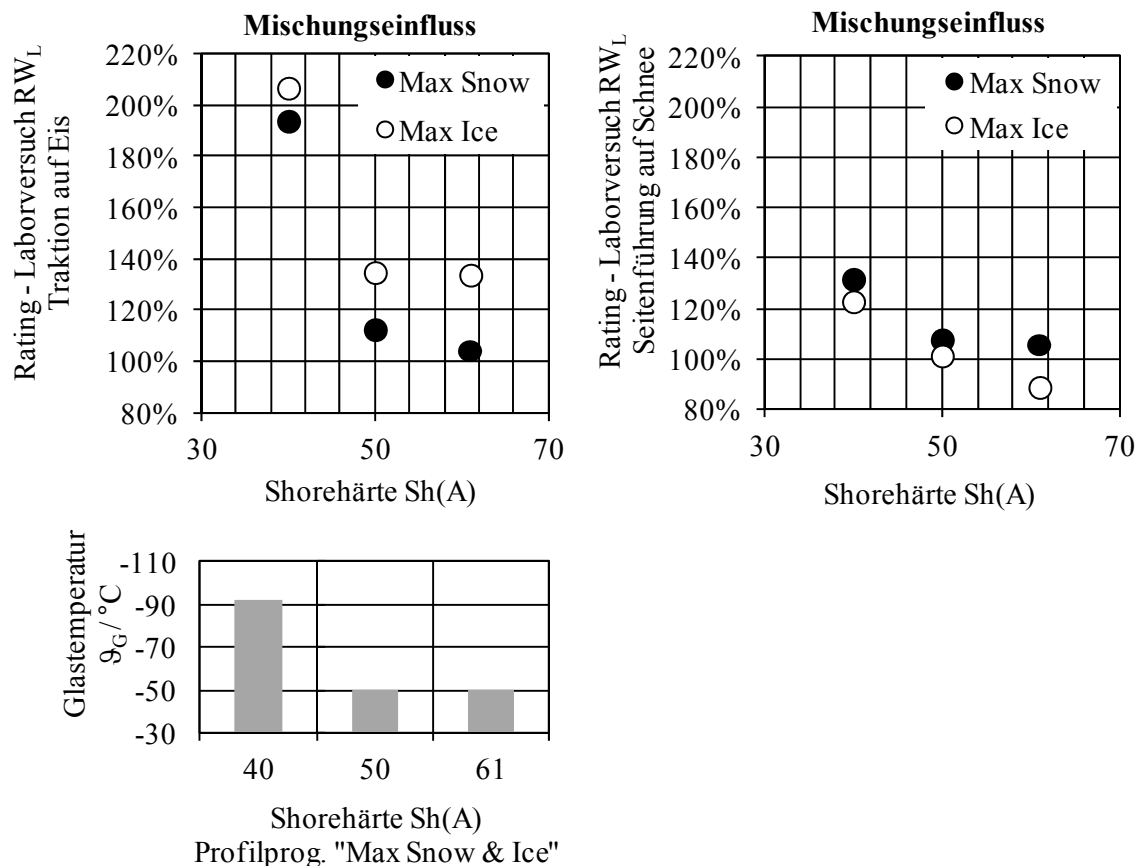 Mischungseinfluss
Rating - Laborversuch RW_L
Traktion auf Eis
220%
200%
180%
160%
140%
120%
100%
80%
Max Snow
Max Ice
30
50
70
Shorehärte Sh(A)
Mischungseinfluss
Rating - Laborversuch RW_L
Seitenführung auf Schnee
220%
200%
180%
160%
140%
120%
100%
80%
Max Snow
Max Ice
30
50
70
Shorehärte Sh(A)
Glastemperatur
ϑ_G / °C
-110
-90
-70
-50
-30
40
50
61
Shorehärte Sh(A)
Profilprog. "Max Snow & Ice"